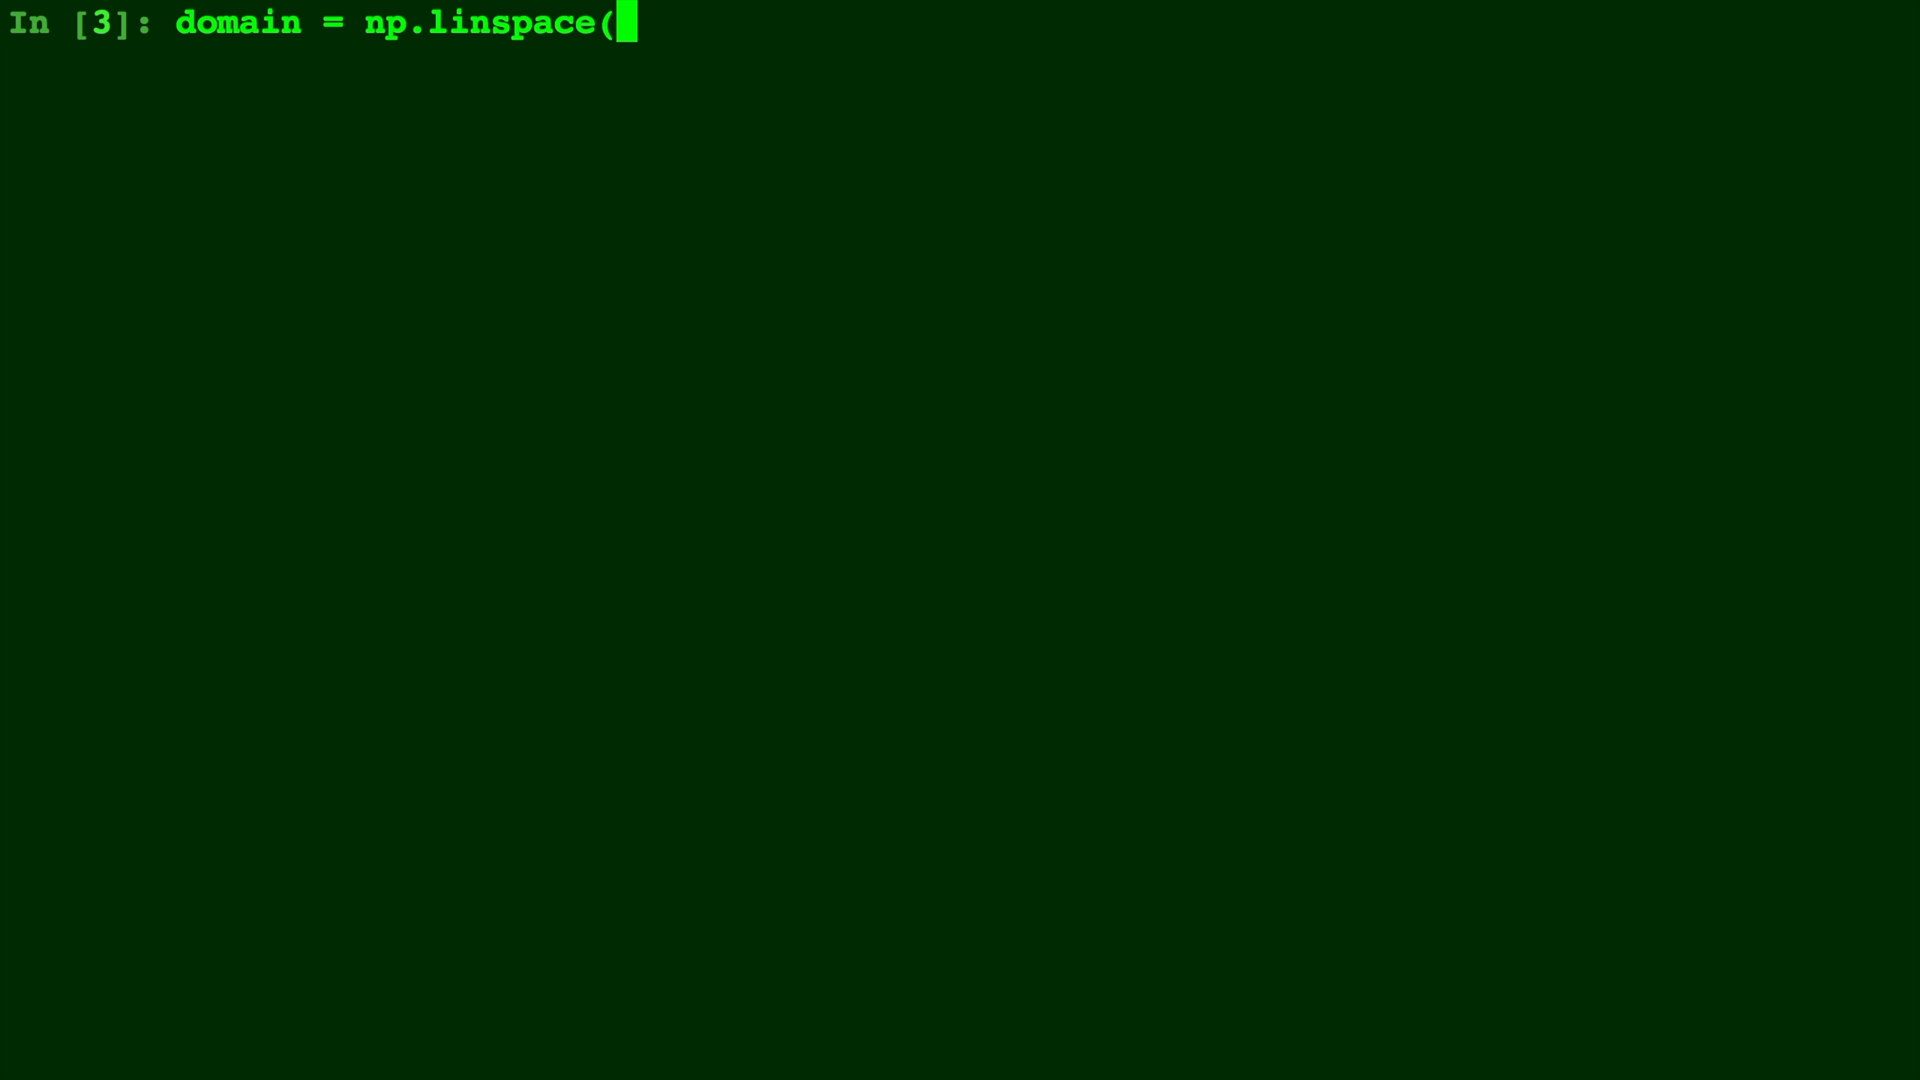 In [3]: domain = np.linspace(